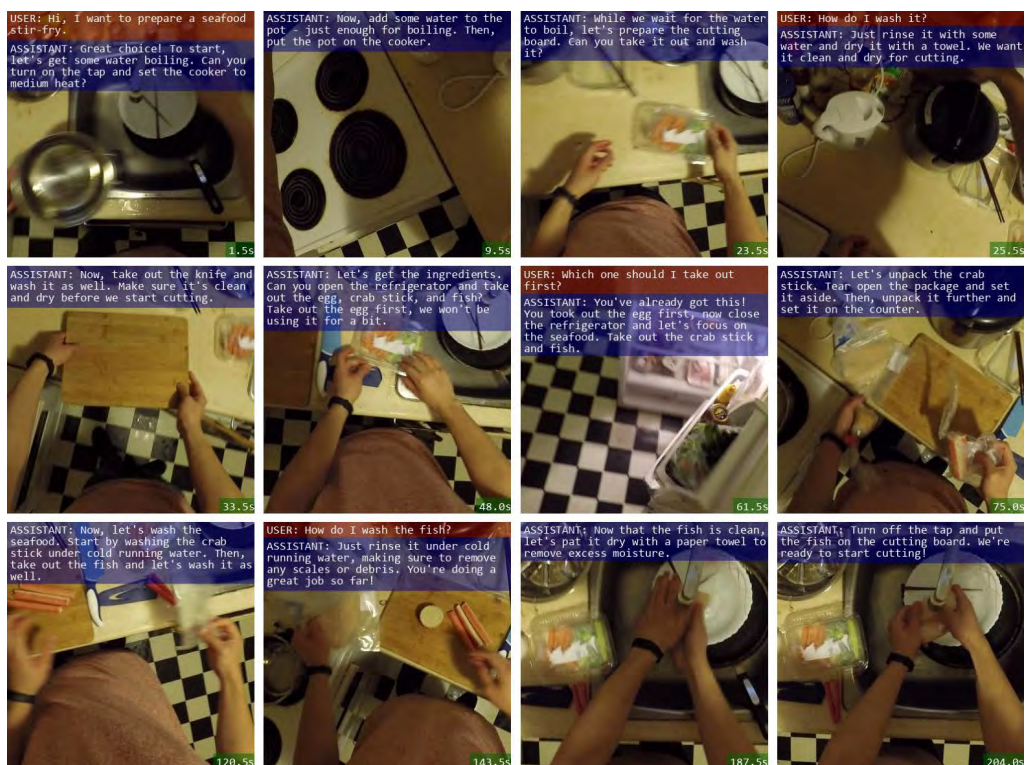 USER: Hi, I want to prepare a seafood
stir-fry.
ASSISTANT: Great choice! To start,
let's get some water boiling. Can you
turn on the tap and set the cooker to
medium heat?
1.5s
ASSISTANT: Now, add some water to the
pot - just enough for boiling. Then,
put the pot on the cooker.
9.5s
ASSISTANT: While we wait for the water
to boil, let's prepare the cutting
board. Can you take it out and wash
it?
23.5s
USER: How do I wash it?
ASSISTANT: Just rinse it with some
water and dry it with a towel. We want
it clean and dry for cutting.
25.5s
ASSISTANT: Now, take out the knife and
wash it as well. Make sure it's clean
and dry before we start cutting.
33.5s
ASSISTANT: Let's get the ingredients.
Can you open the refrigerator and take
out the egg, crab stick, and fish?
Take out the egg first, we won't be
using it for a bit.
48.0s
USER: Which one should I take out
first?
ASSISTANT: You've already got this!
You took out the egg first, now close
the refrigerator and let's focus on
the seafood. Take out the crab stick
and fish.
61.5s
ASSISTANT: Let's unpack the crab
stick. Tear open the package and set
it aside. Then, unpack it further and
set it on the counter.
75.0s
ASSISTANT: Now, let's wash the
seafood. Start by washing the crab
stick under cold running water. Then,
take out the fish and let's wash it as
well.
120.5s
USER: How do I wash the fish?
ASSISTANT: Just rinse it under cold
running water, making sure to remove
any scales or debris. You're doing a
great job so far!
143.5s
ASSISTANT: Now that the fish is clean,
let's pat it dry with a paper towel to
remove excess moisture.
187.5s
ASSISTANT: Turn off the tap and put
the fish on the cutting board. We're
ready to start cutting!
204.0s